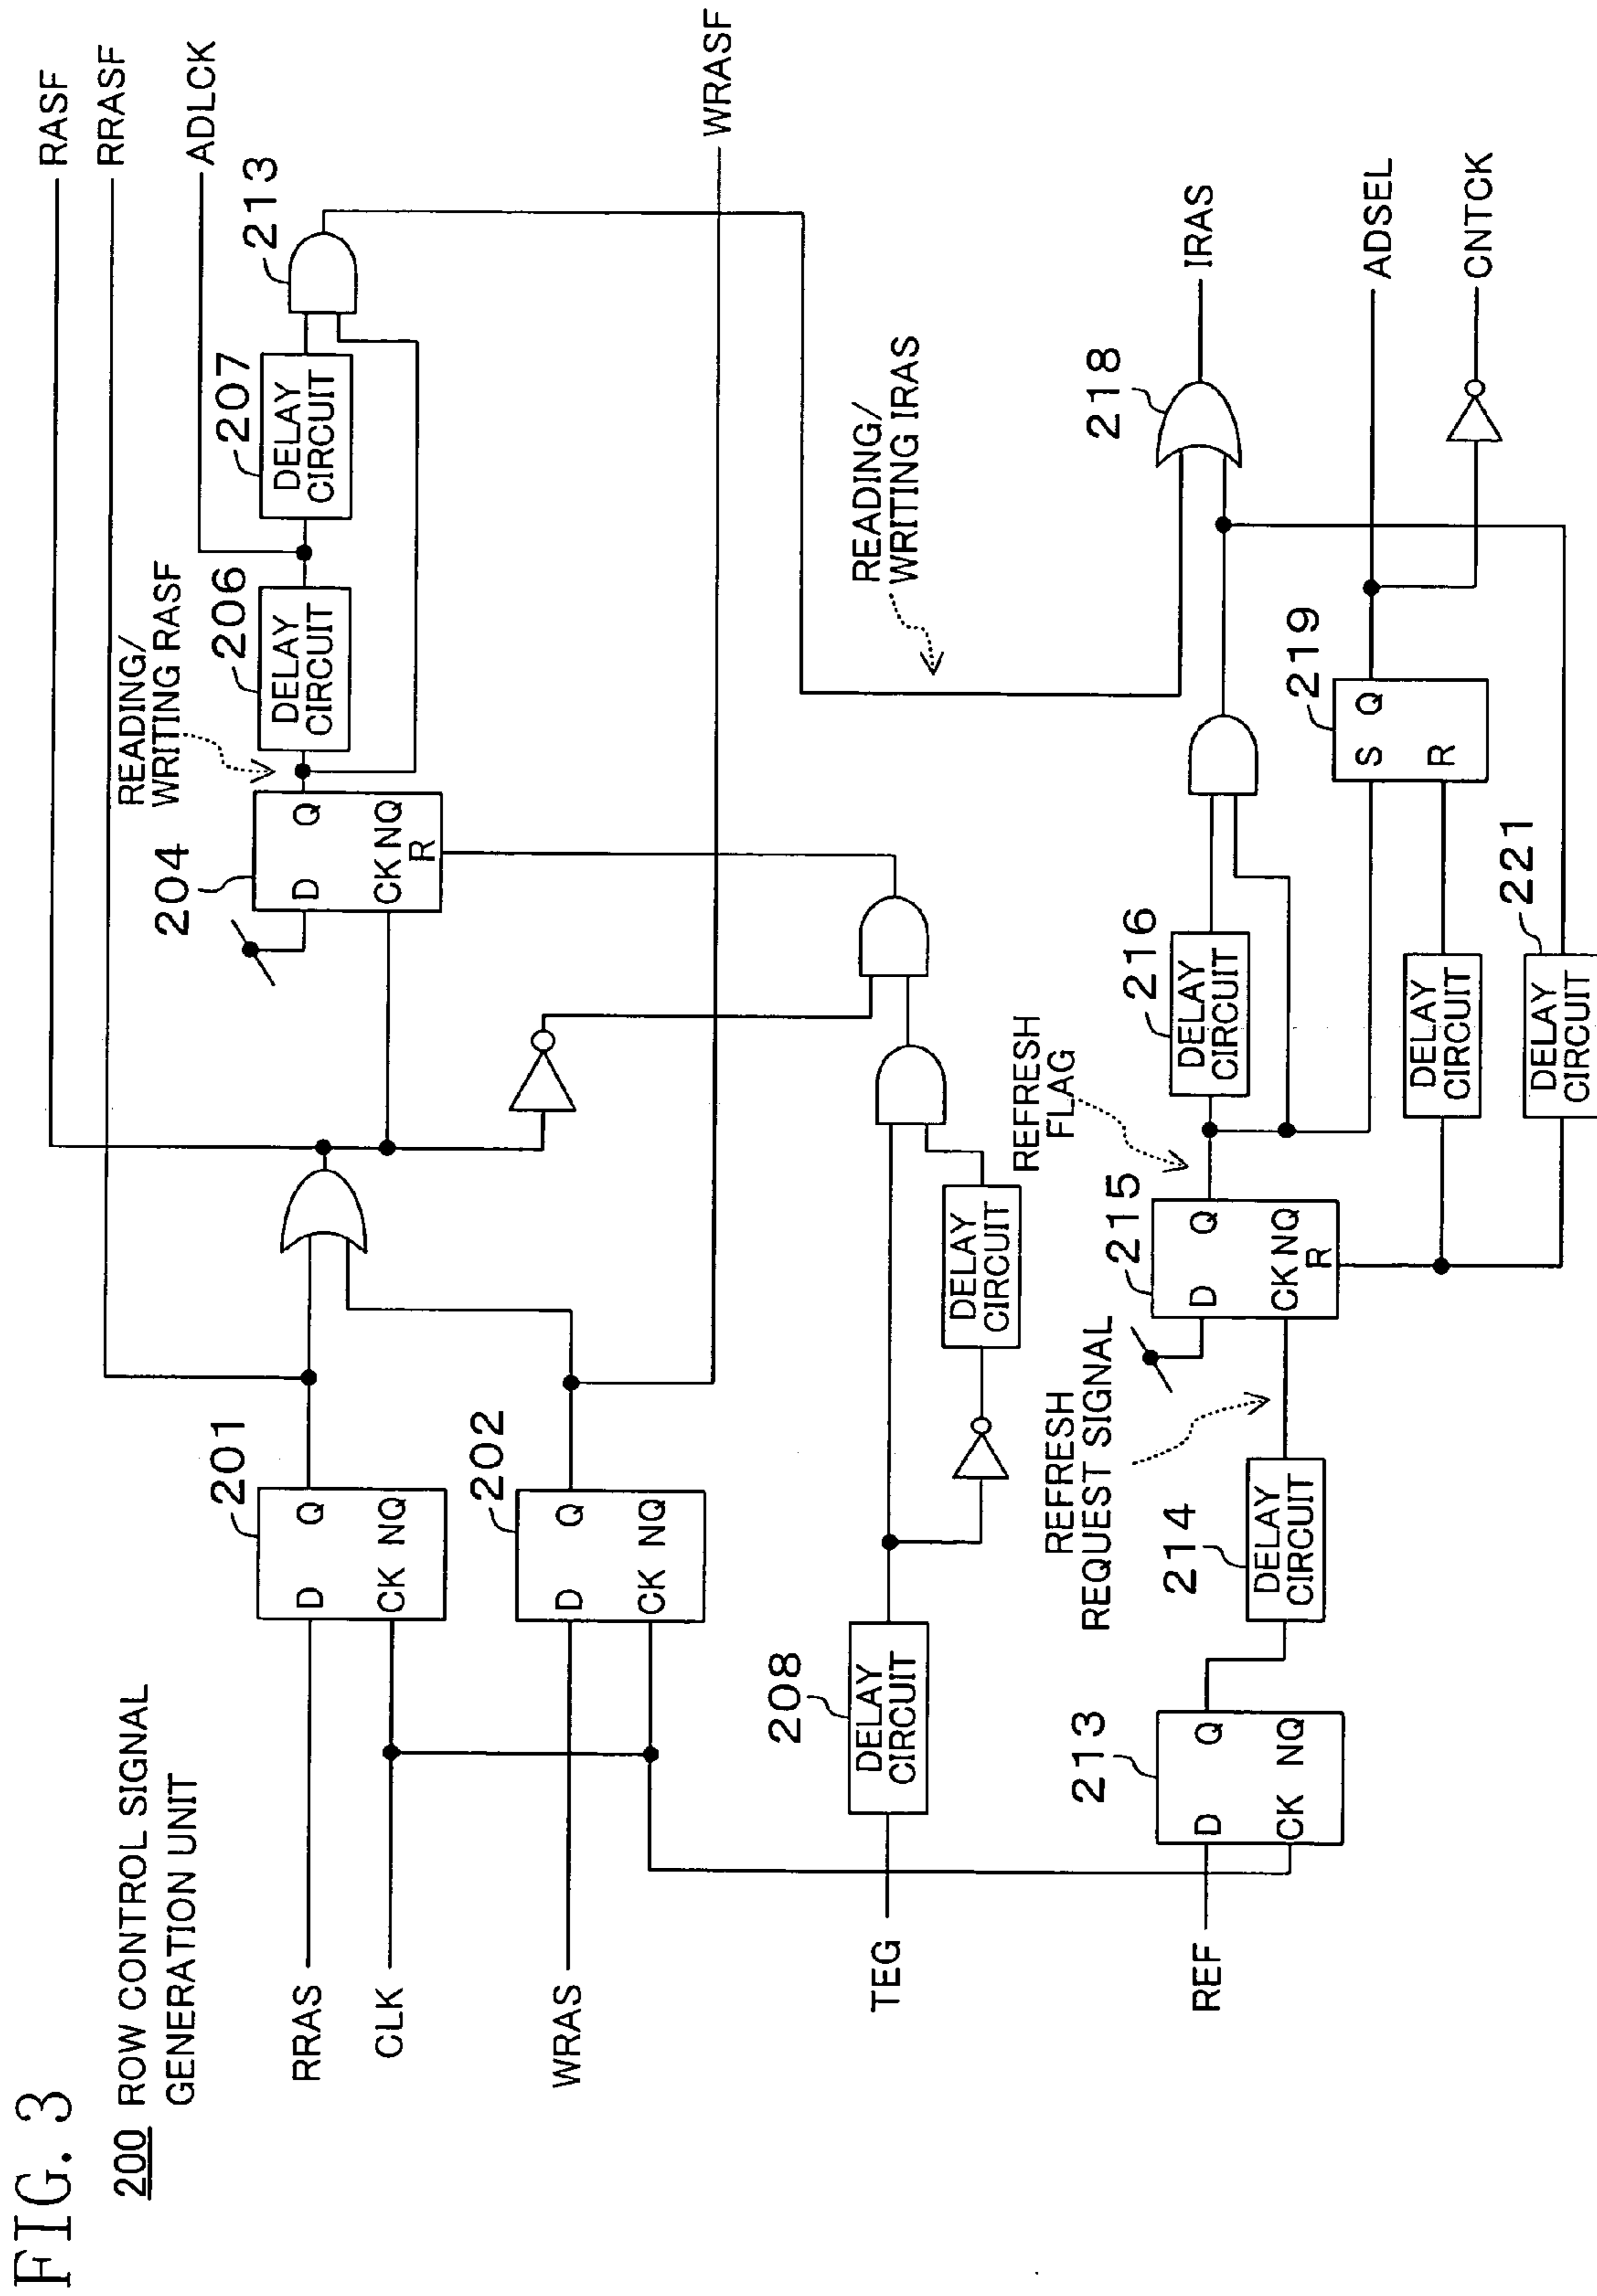 FIG. 3
200 ROW CONTROL SIGNAL
GENERATION UNIT
RRAS
CLK
WRAS
TEG
REF
201
D Q
CK NQ
202
D Q
CK NQ
208
DELAY
CIRCUIT
213
D Q
CK NQ
214
DELAY
CIRCUIT
REFRESH
REQUEST SIGNAL
DELAY
CIRCUIT
215
D Q
CK NQ
R
REFRESH
FLAG
204
D Q
CK NQ
R
READING/
WRITING RASF
206
DELAY
CIRCUIT
207
DELAY
CIRCUIT
213
216
DELAY
CIRCUIT
DELAY
CIRCUIT
221
DELAY
CIRCUIT
219
S Q
R
READING/
WRITING IRAS
218
RASF
RRASF
ADLCK
WRASF
IRAS
ADSEL
CNTCK